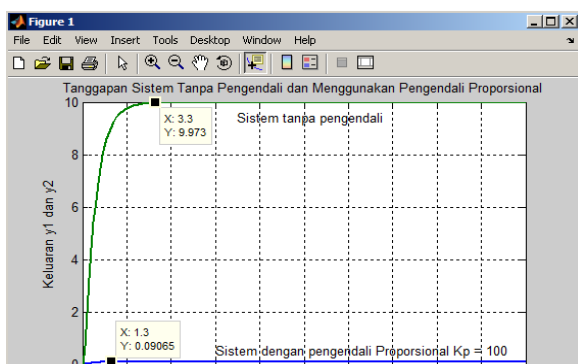 Figure 1
File Edit View Insert Tools Desktop Window Help
Tanggapan Sistem Tanpa Pengendali dan Menggunakan Pengendali Proporsional
10
X: 3.3
Y: 9.973
Sistem tanpa pengendali
8
Keluaran y1 dan y2
6
4
2
X: 1.3
Y: 0.09065
Sistem dengan pengendali Proporsional Kp = 100
0